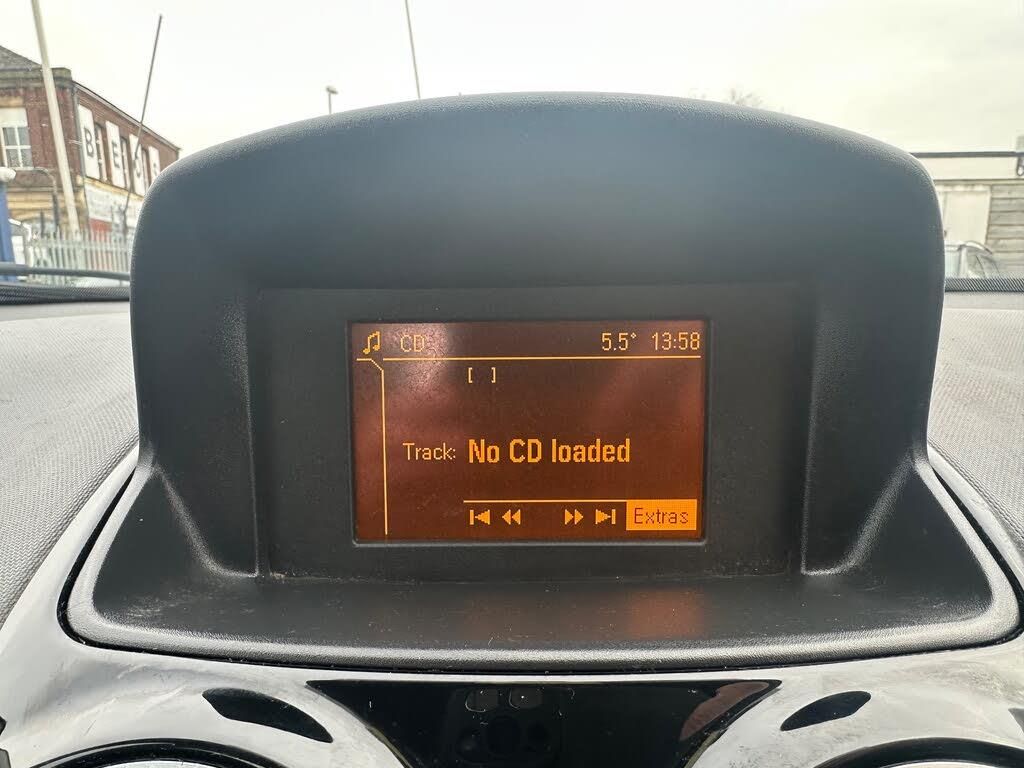 CD 5.5° 13:58
[ ]
Track: No CD loaded
Extras